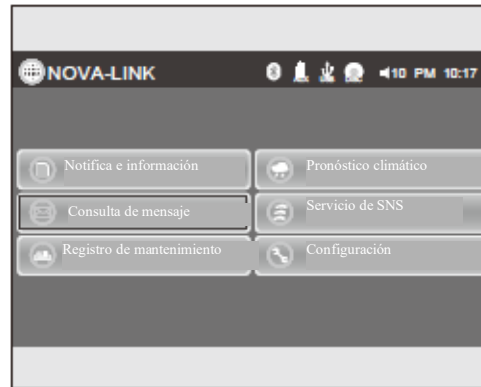 NOVA-LINK
10 PM 10:17
Notifica e información
Pronóstico climático
Consulta de mensaje
Servicio de SNS
Registro de mantenimiento
Configuración